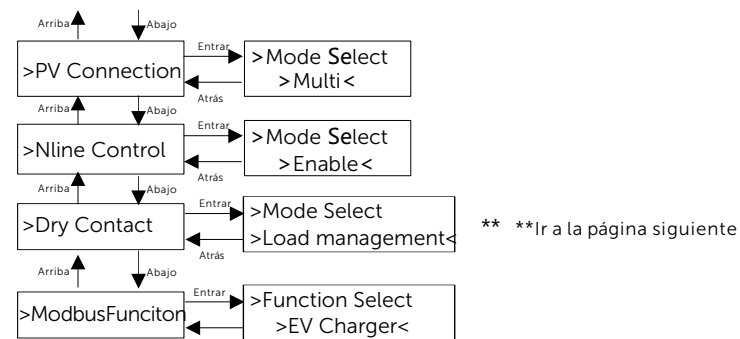 Arriba Abajo
>PV Connection
Entrar
Atrás
>Mode Select
>Multi<
Arriba Abajo
>Nline Control
Entrar
Atrás
>Mode Select
>Enable<
Arriba Abajo
>Dry Contact
Entrar
Atrás
>Mode Select
>Load management<
** **Ir a la página siguiente
Arriba Abajo
>ModbusFunciton
Entrar
>Function Select
>EV Charger<